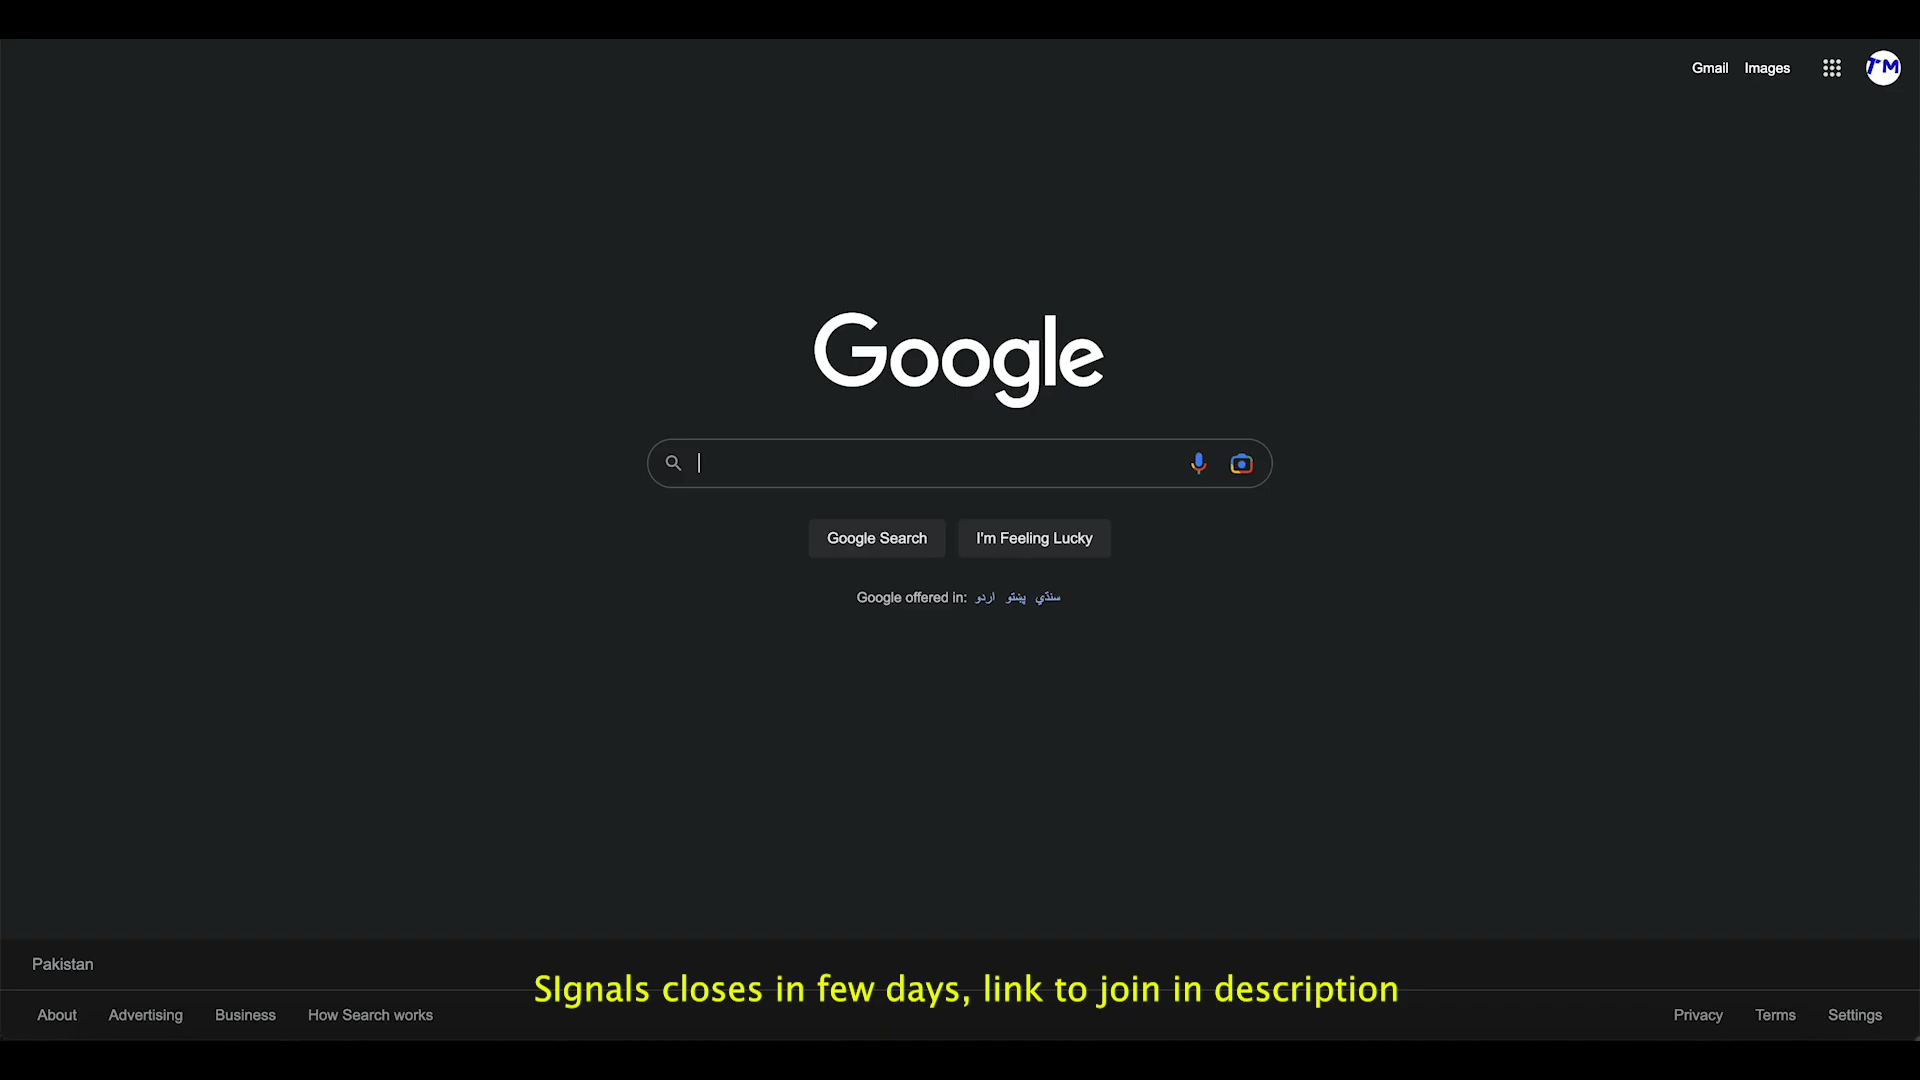 Gmail Images TM
Google
Google Search I'm Feeling Lucky
Google offered in: اردو پښتو سنڌي
Pakistan
SIgnals closes in few days, link to join in description
About Advertising Business How Search works Privacy Terms Settings